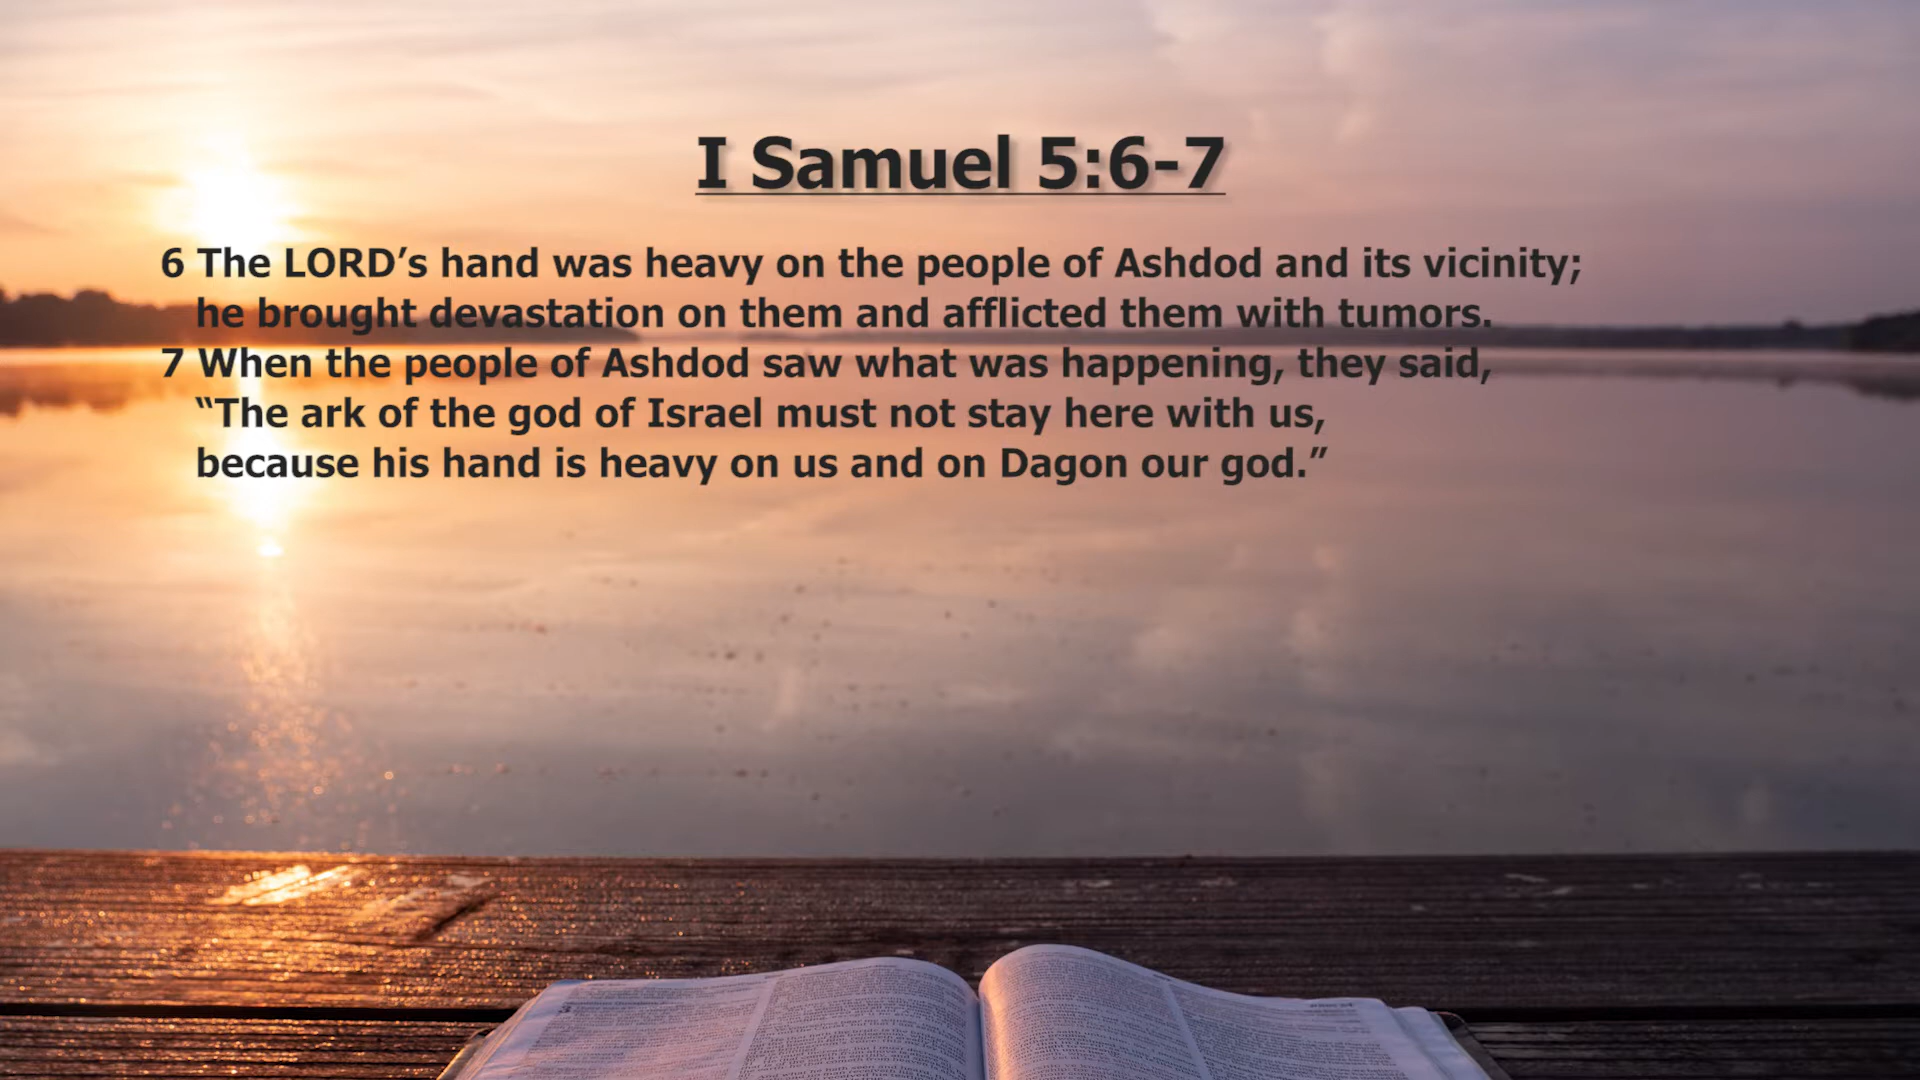 I Samuel 5:6-7
6 The LORD’s hand was heavy on the people of Ashdod and its vicinity;
he brought devastation on them and afflicted them with tumors.
7 When the people of Ashdod saw what was happening, they said,
“The ark of the god of Israel must not stay here with us,
because his hand is heavy on us and on Dagon our god.”